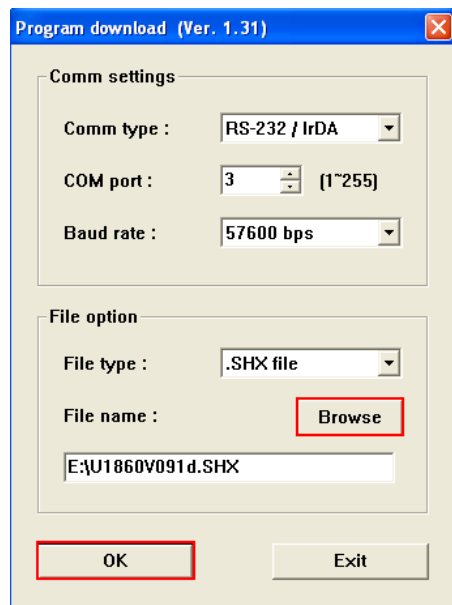 Program download (Ver. 1.31)
Comm settings
Comm type : RS-232 / IrDA
COM port : 3 (1~255)
Baud rate : 57600 bps
File option
File type : .SHX file
File name : Browse
E:\U1860V091d.SHX
OK Exit